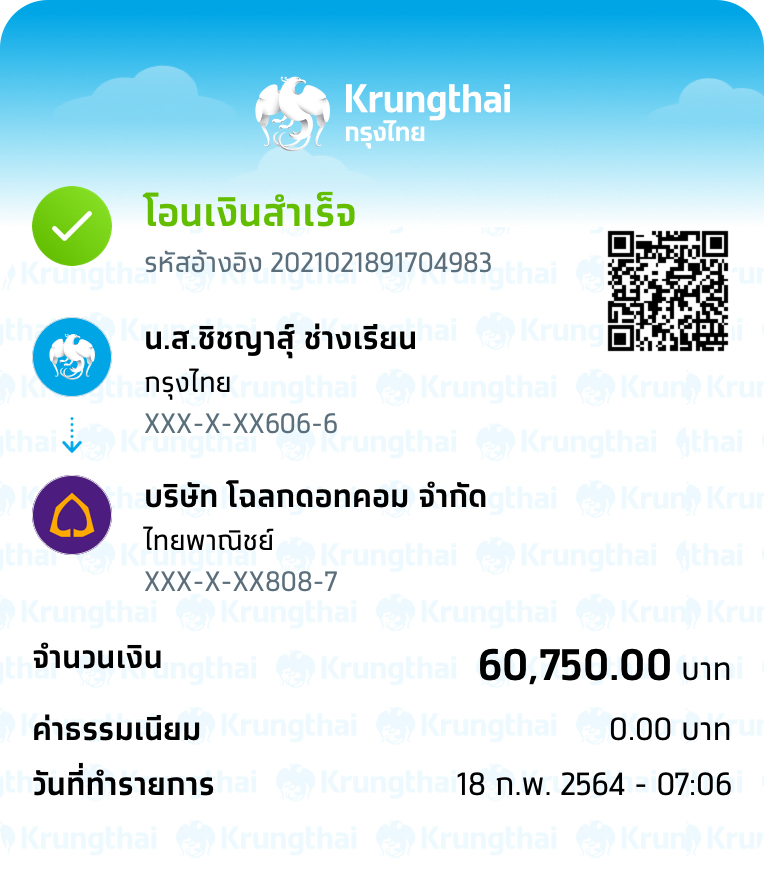 Krungthai
กรุงไทย
โอนเงินสำเร็จ
รหัสอ้างอิง 2021021891704983
น.ส.ชิชญาสุ์ ช่างเรียน
กรุงไทย
XXX-X-XX606-6
บริษัท โฉลกดอทคอม จำกัด
ไทยพาณิชย์
XXX-X-XX808-7
จำนวนเงิน 60,750.00 บาท
ค่าธรรมเนียม 0.00 บาท
วันที่ทำรายการ 18 ก.พ. 2564 - 07:06